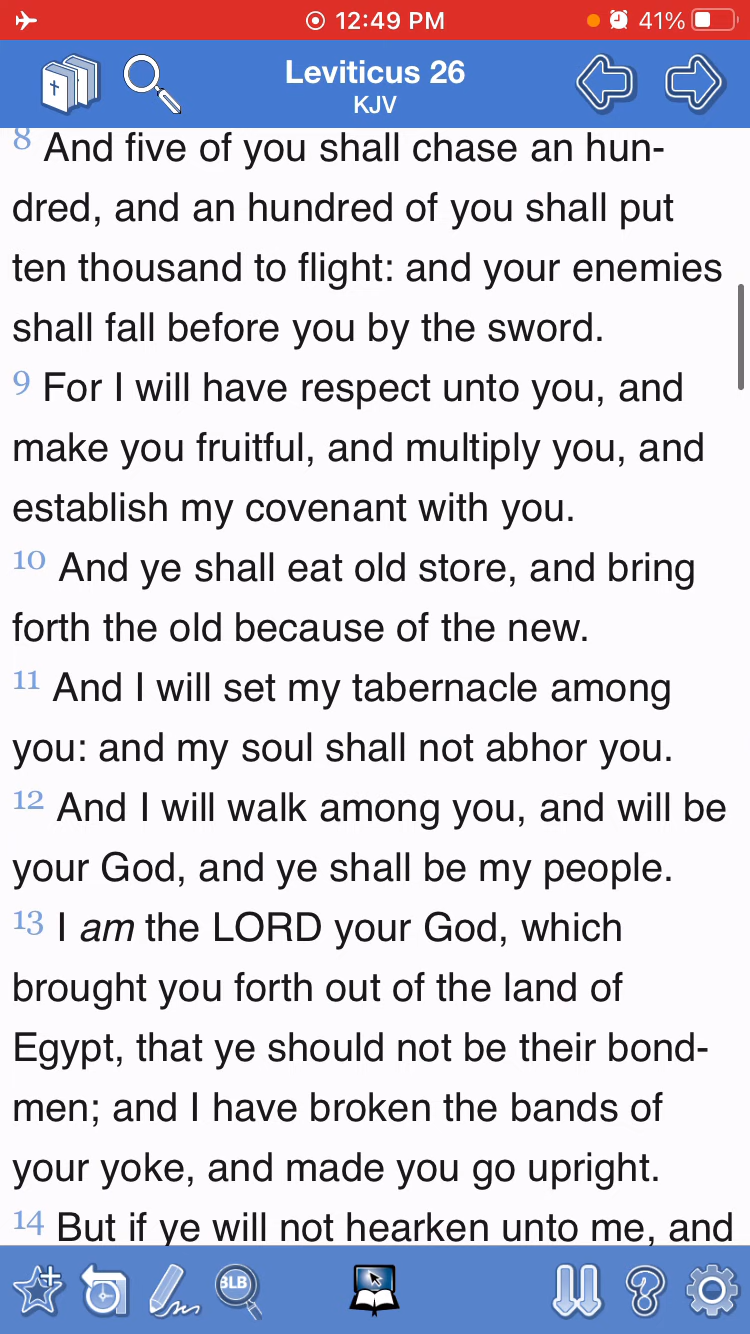 12:49 PM
41%
Leviticus 26
KJV
8 And five of you shall chase an hun-
dred, and an hundred of you shall put
ten thousand to flight: and your enemies
shall fall before you by the sword.
9 For I will have respect unto you, and
make you fruitful, and multiply you, and
establish my covenant with you.
10 And ye shall eat old store, and bring
forth the old because of the new.
11 And I will set my tabernacle among
you: and my soul shall not abhor you.
12 And I will walk among you, and will be
your God, and ye shall be my people.
13 I am the LORD your God, which
brought you forth out of the land of
Egypt, that ye should not be their bond-
men; and I have broken the bands of
your yoke, and made you go upright.
14 But if ye will not hearken unto me, and
BLB